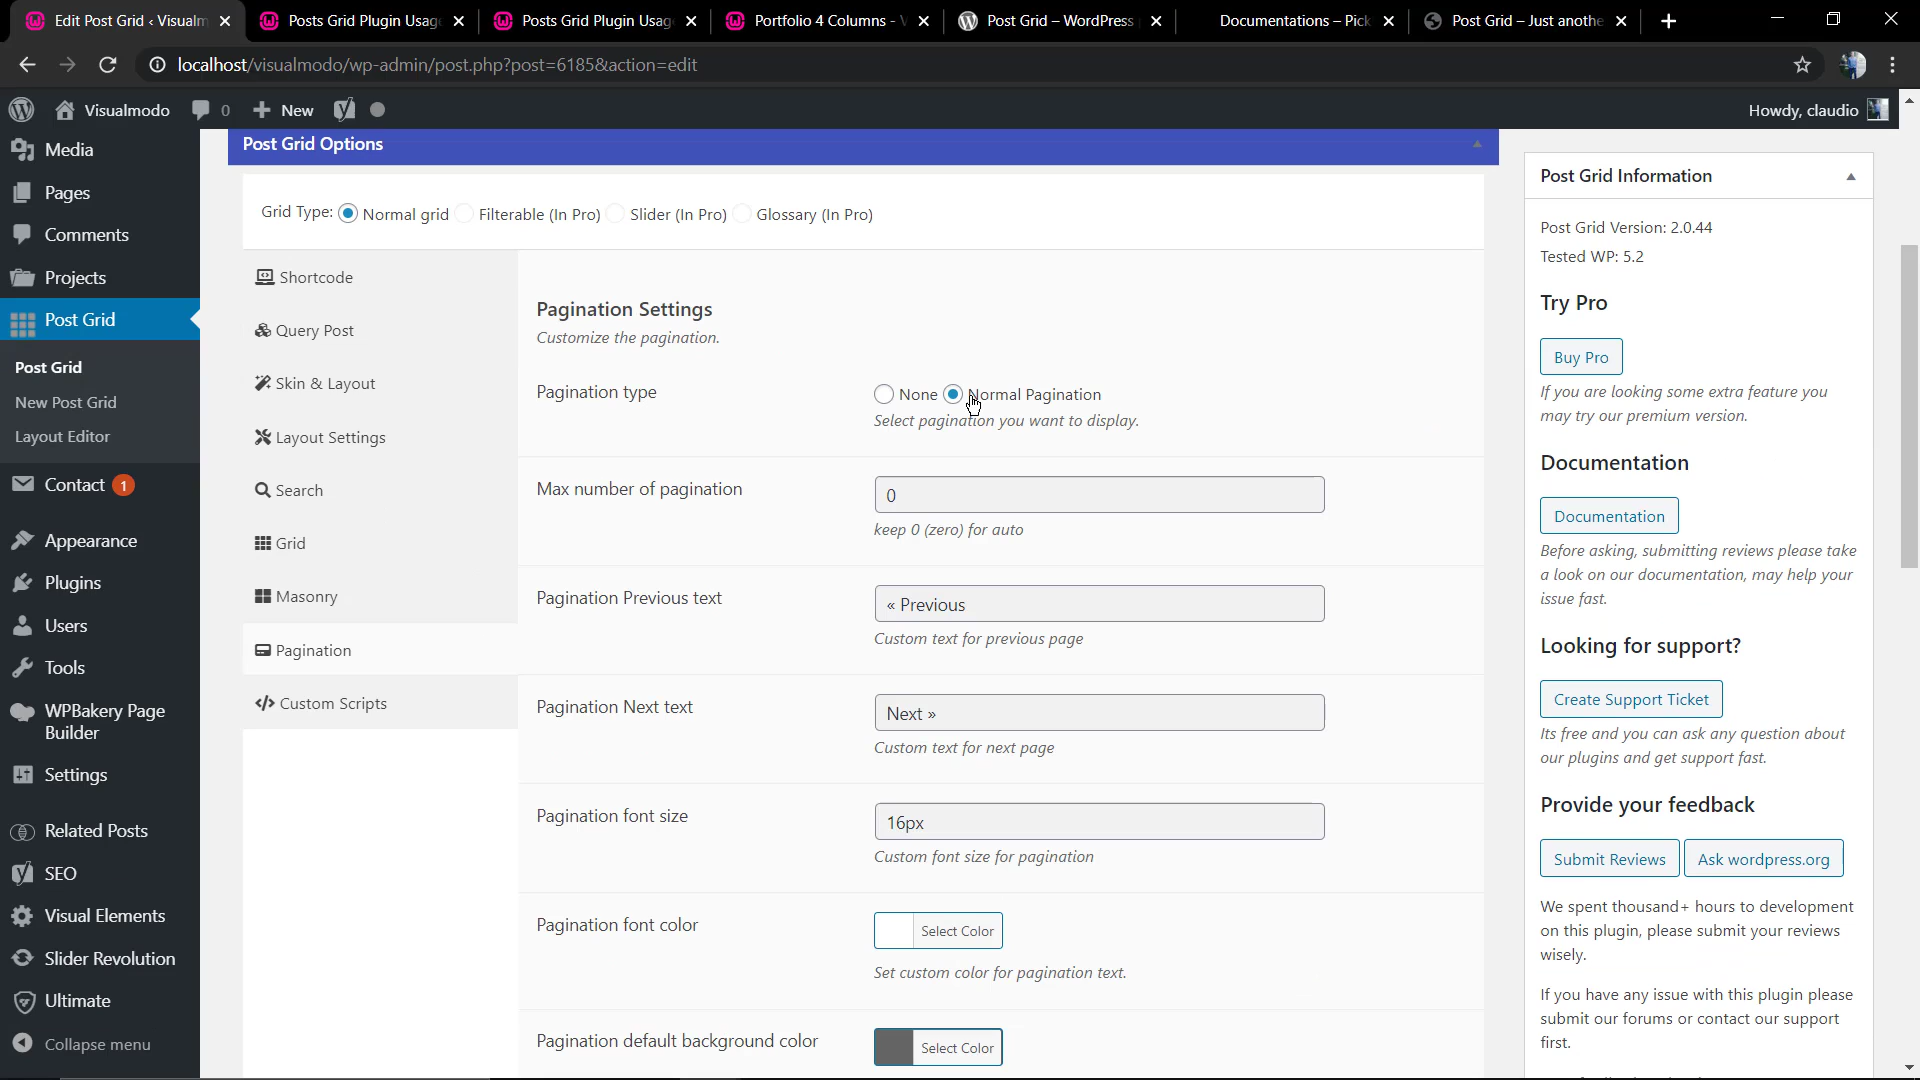 Edit Post Grid ‹ Visualm
Posts Grid Plugin Usag
Posts Grid Plugin Usag
Portfolio 4 Columns -
Post Grid – WordPress
Documentations – Pick
Post Grid – Just anothe
localhost/visualmodo/wp-admin/post.php?post=6185&action=edit
Visualmodo
0
New
Howdy, claudio
Media
Pages
Comments
Projects
Post Grid
Post Grid
New Post Grid
Layout Editor
Contact 1
Appearance
Plugins
Users
Tools
WPBakery Page
Builder
Settings
Related Posts
SEO
Visual Elements
Slider Revolution
Ultimate
Collapse menu
Post Grid Options
Grid Type: Normal grid Filterable (In Pro) Slider (In Pro) Glossary (In Pro)
Shortcode
Query Post
Skin & Layout
Layout Settings
Search
Grid
Masonry
Pagination
Custom Scripts
Pagination Settings
Customize the pagination.
Pagination type
None Normal Pagination
Select pagination you want to display.
Max number of pagination
0
keep 0 (zero) for auto
Pagination Previous text
« Previous
Custom text for previous page
Pagination Next text
Next »
Custom text for next page
Pagination font size
16px
Custom font size for pagination
Pagination font color
Select Color
Set custom color for pagination text.
Pagination default background color
Select Color
Post Grid Information
Post Grid Version: 2.0.44
Tested WP: 5.2
Try Pro
Buy Pro
If you are looking some extra feature you
may try our premium version.
Documentation
Documentation
Before asking, submitting reviews please take
a look on our documentation, may help your
issue fast.
Looking for support?
Create Support Ticket
Its free and you can ask any question about
our plugins and get support fast.
Provide your feedback
Submit Reviews
Ask wordpress.org
We spent thousand+ hours to development
on this plugin, please submit your reviews
wisely.
If you have any issue with this plugin please
submit our forums or contact our support
first.